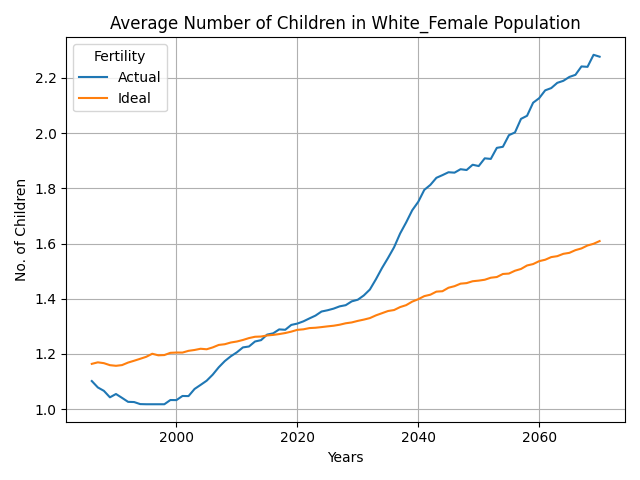 Average Number of Children in White_Female Population
Fertility
Actual
Ideal
No. of Children
2.2
2.0
1.8
1.6
1.4
1.2
1.0
2000 2020 2040 2060
Years